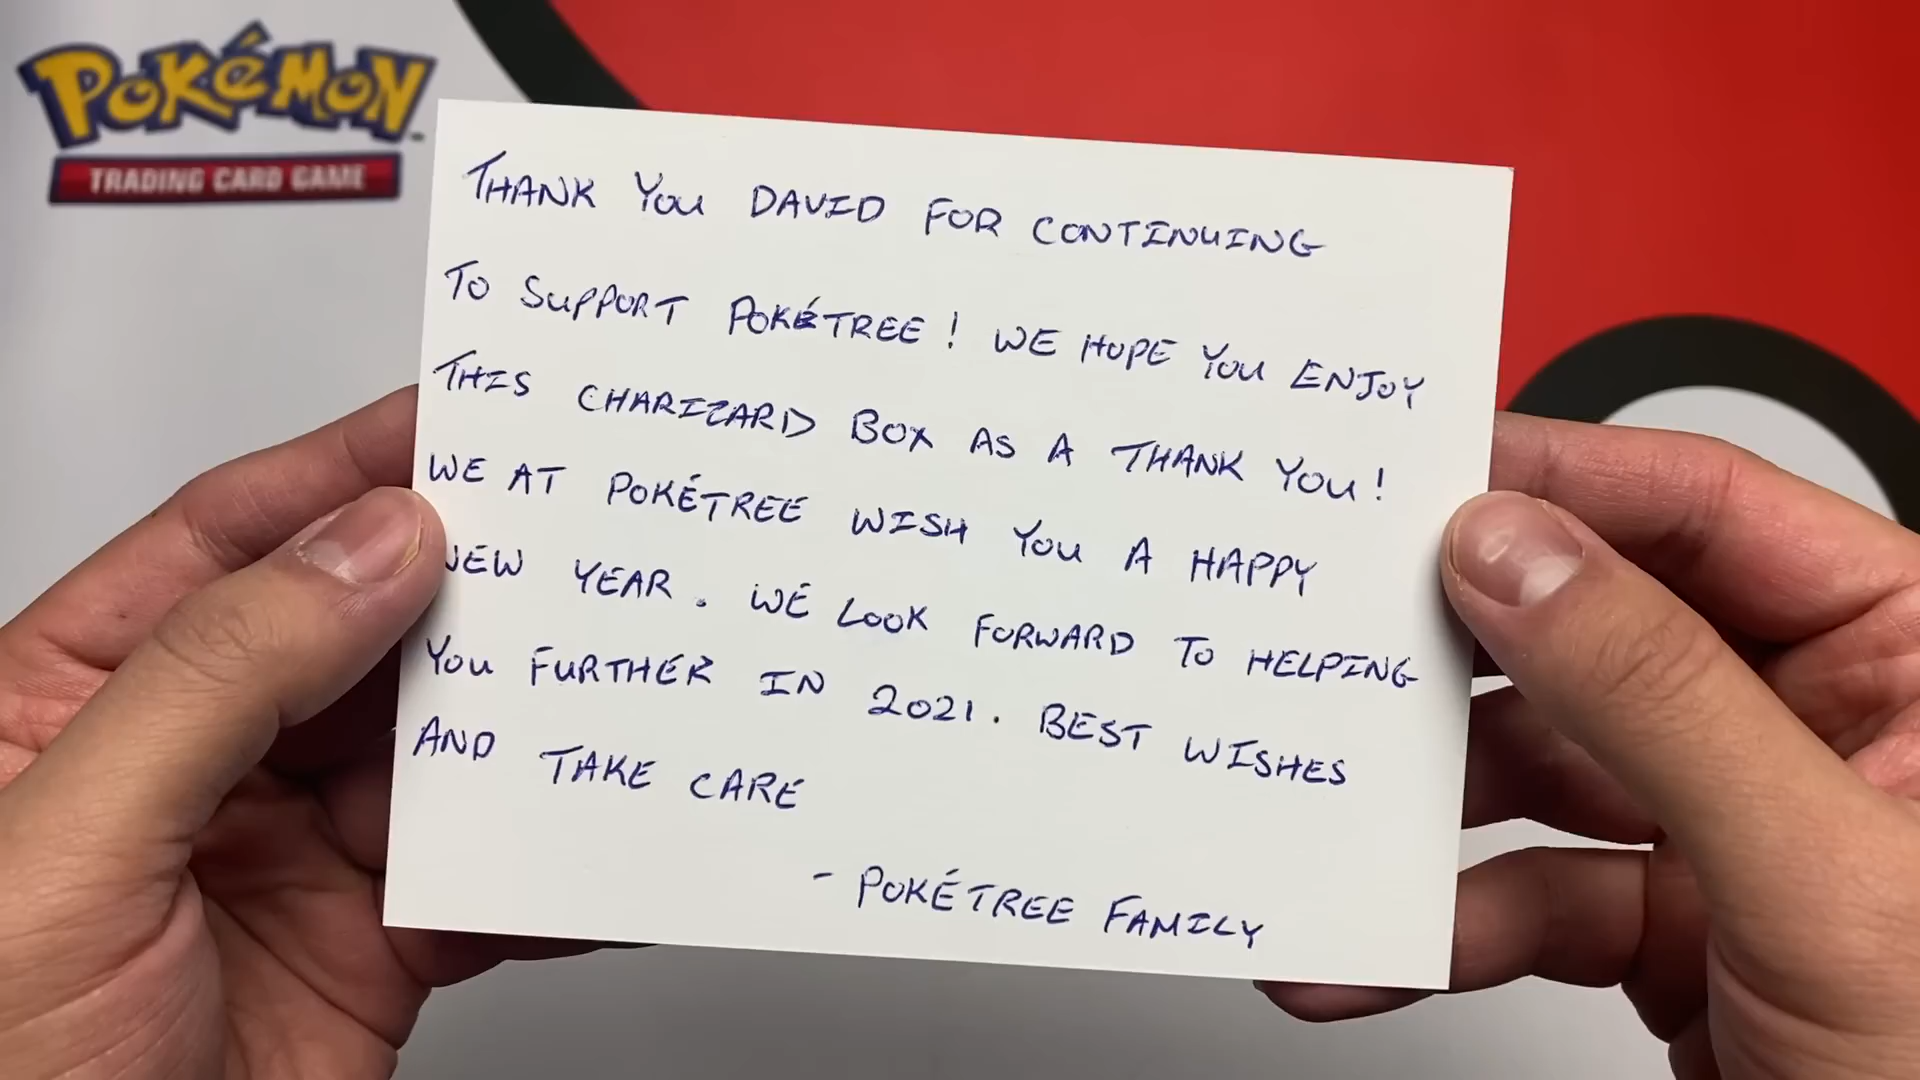 POKéMON
TRADING CARD GAME
THANK YOU DAVID FOR CONTINUING
TO SUPPORT POKÉTREE! WE HOPE YOU ENJOY
THIS CHARIZARD BOX AS A THANK YOU!
WE AT POKÉTREE WISH YOU A HAPPY
NEW YEAR. WE LOOK FORWARD TO HELPING
YOU FURTHER IN 2021. BEST WISHES
AND TAKE CARE
- POKÉTREE FAMILY